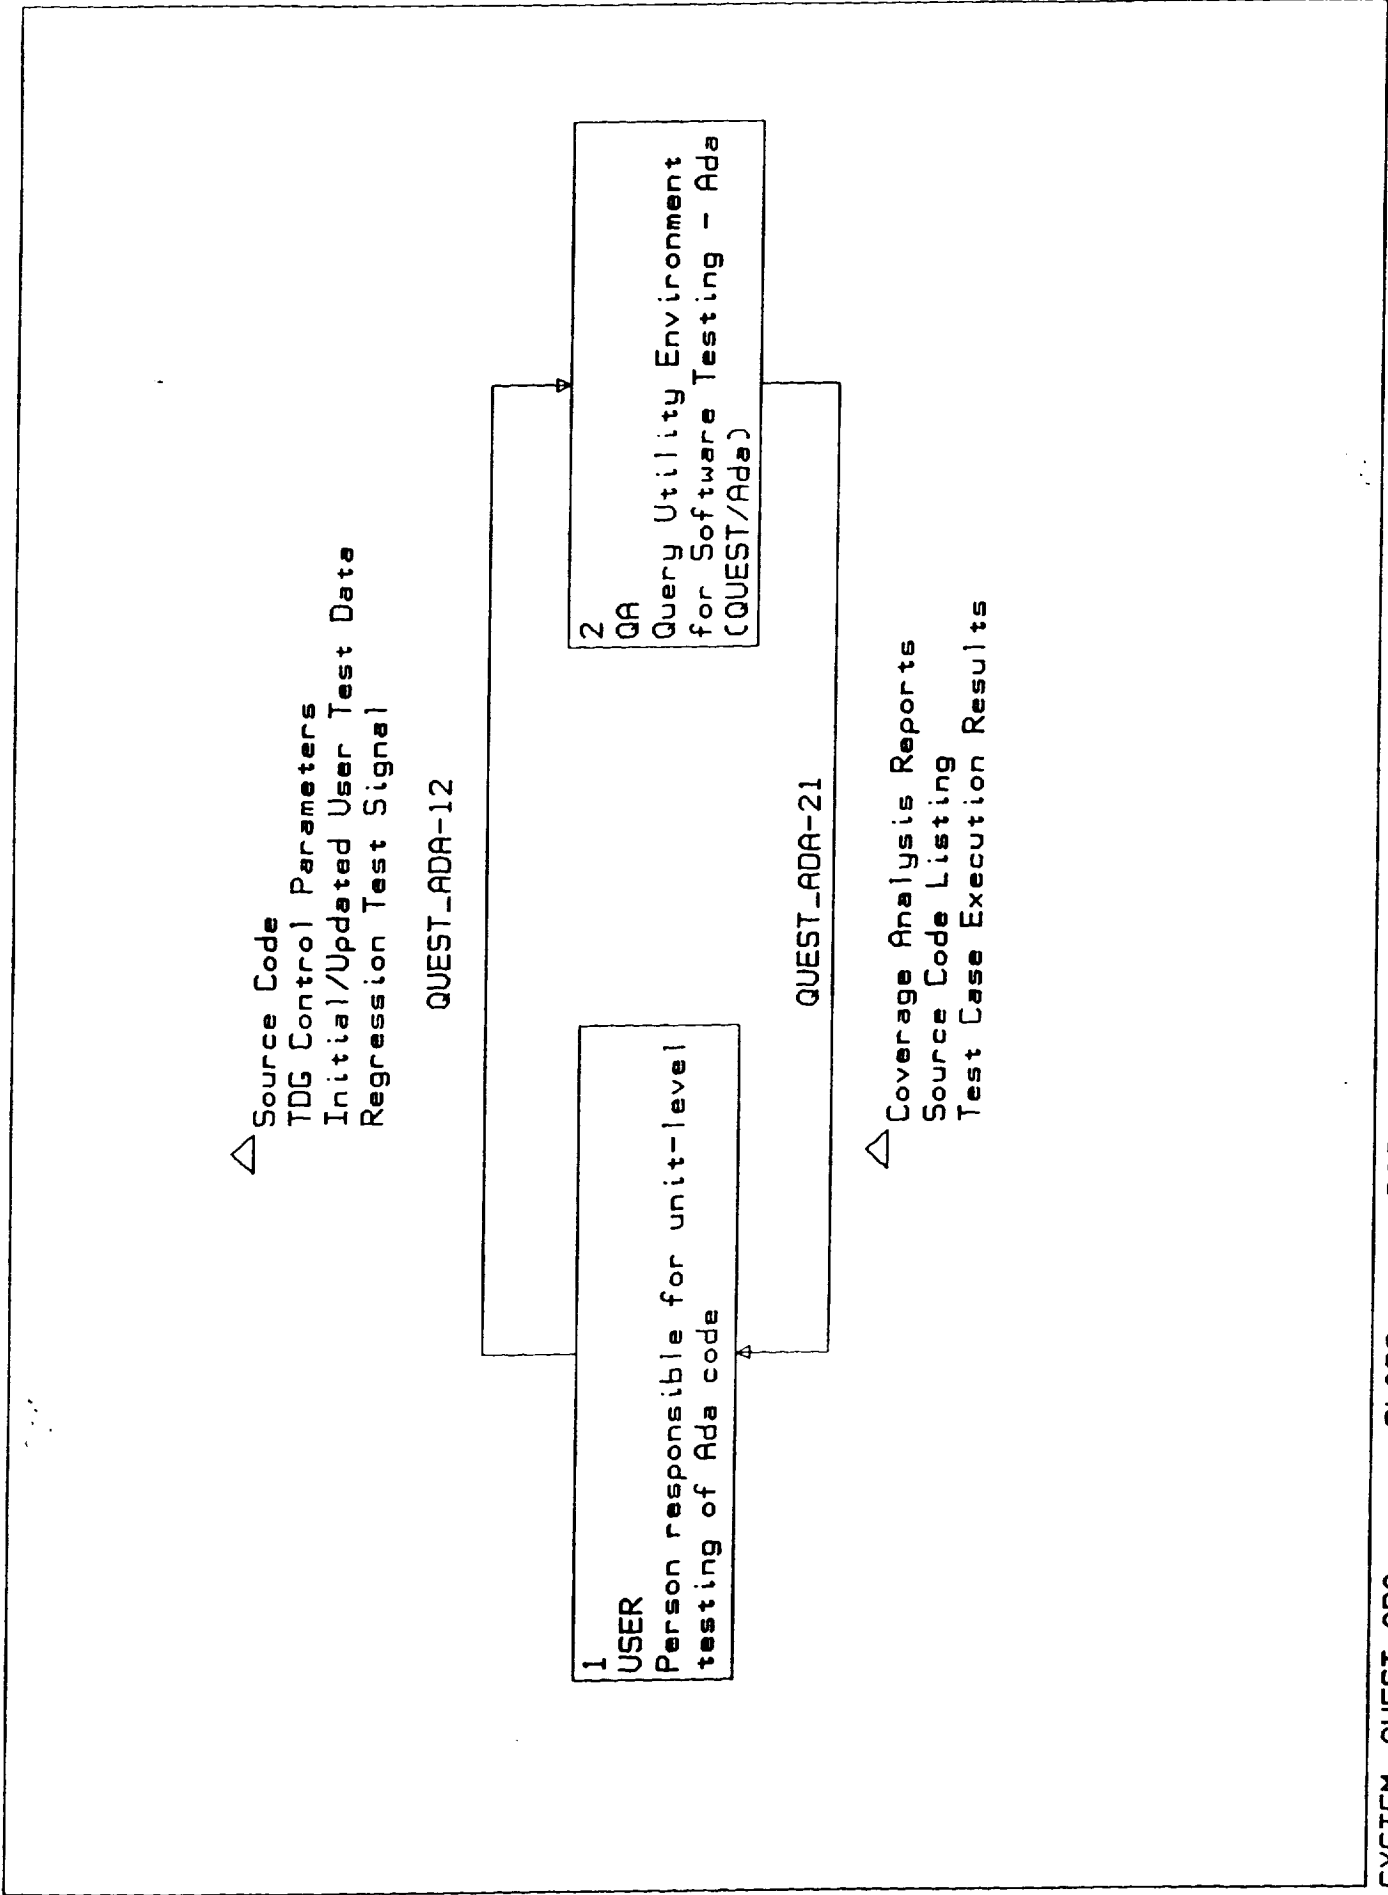 Source Code
TDG Control Parameters
Initial/Updated User Test Data
Regression Test Signal
QUEST_ADA-12
1
USER
Person responsible for unit-level
testing of Ada code
2
QA
Query Utility Environment
for Software Testing - Ada
(QUEST/Ada)
QUEST_ADA-21
Coverage Analysis Reports
Source Code Listing
Test Case Execution Results